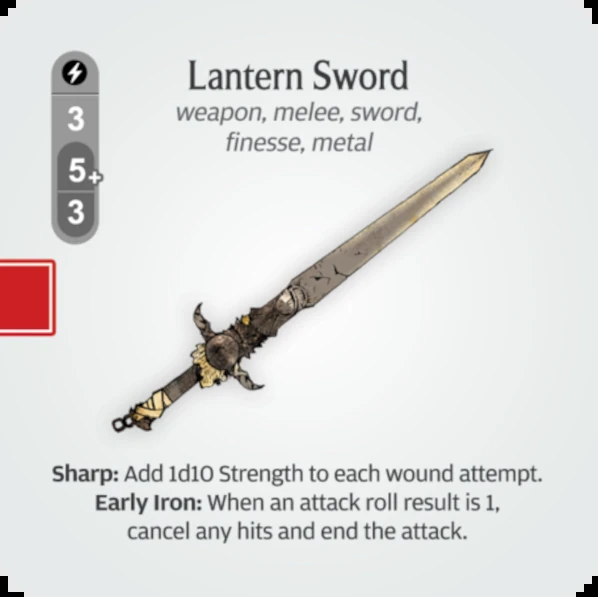 Lantern Sword
weapon, melee, sword,
finesse, metal
3
5+
3
Sharp: Add 1d10 Strength to each wound attempt.
Early Iron: When an attack roll result is 1,
cancel any hits and end the attack.